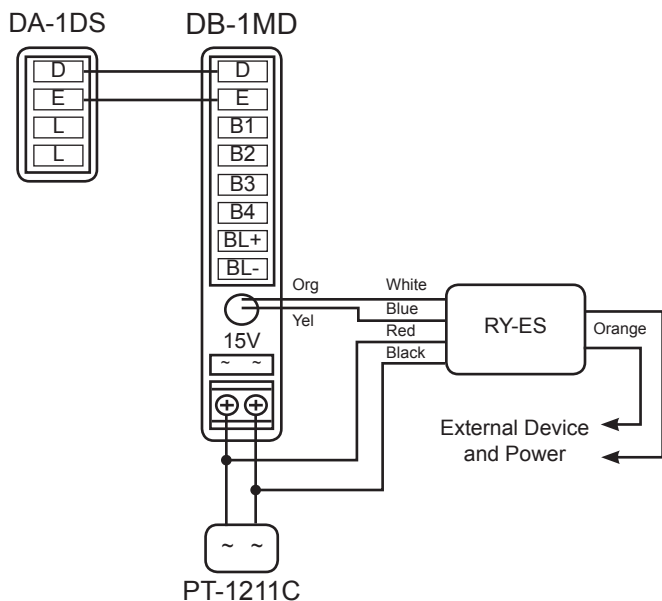 DA-1DS
D
E
L
L
DB-1MD
D
E
B1
B2
B3
B4
BL+
BL-
Org
Yel
15V
~ ~
+ +
White
Blue
Red
Black
RY-ES
Orange
External Device
and Power
~ ~
PT-1211C